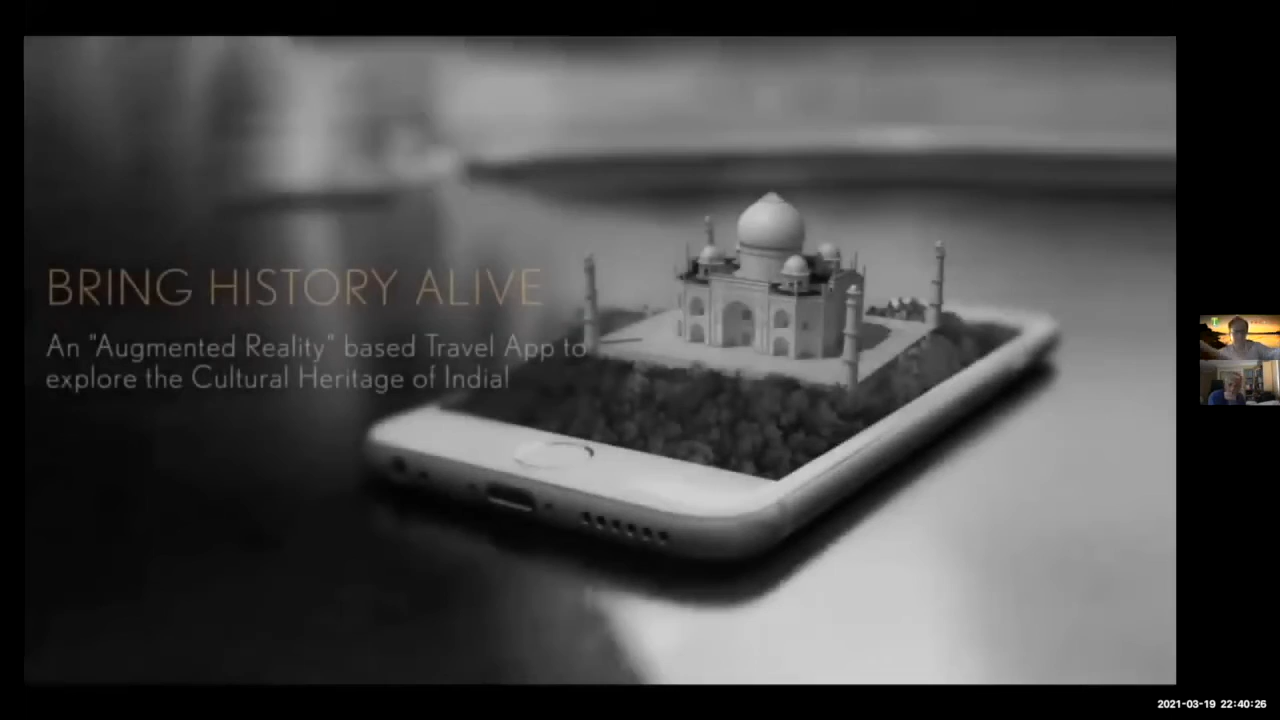 BRING HISTORY ALIVE
An "Augmented Reality" based Travel App to
explore the Cultural Heritage of India!
2021-03-19 22:40:26